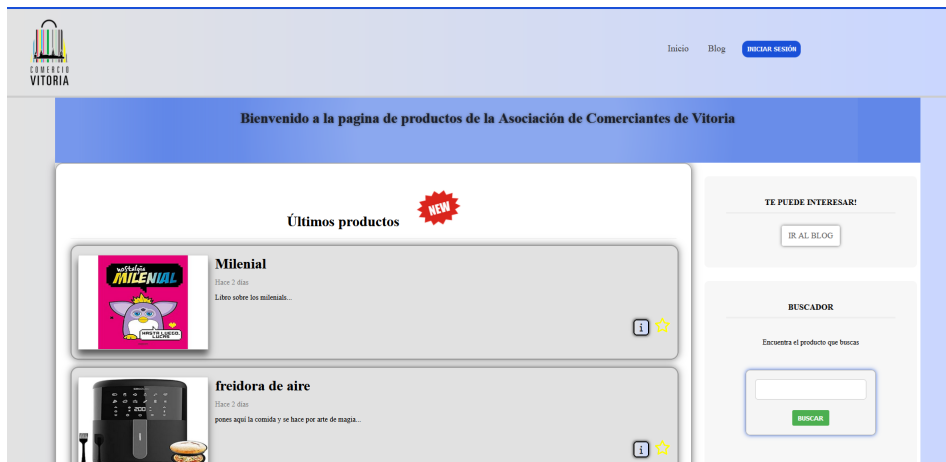 COMERCIO
VITORIA
Inicio
Blog
INICIAR SESIÓN
Bienvenido a la pagina de productos de la Asociación de Comerciantes de Vitoria
Últimos productos
NEW
nostalgia
MILENIAL
HASTA LUEGO,
LUCAS
Milenial
Hace 2 días
Libro sobre los milenials...
i
freidora de aire
Hace 2 días
pones aquí la comida y se hace por arte de magia...
i
TE PUEDE INTERESAR!
IR AL BLOG
BUSCADOR
Encuentra el producto que buscas
BUSCAR